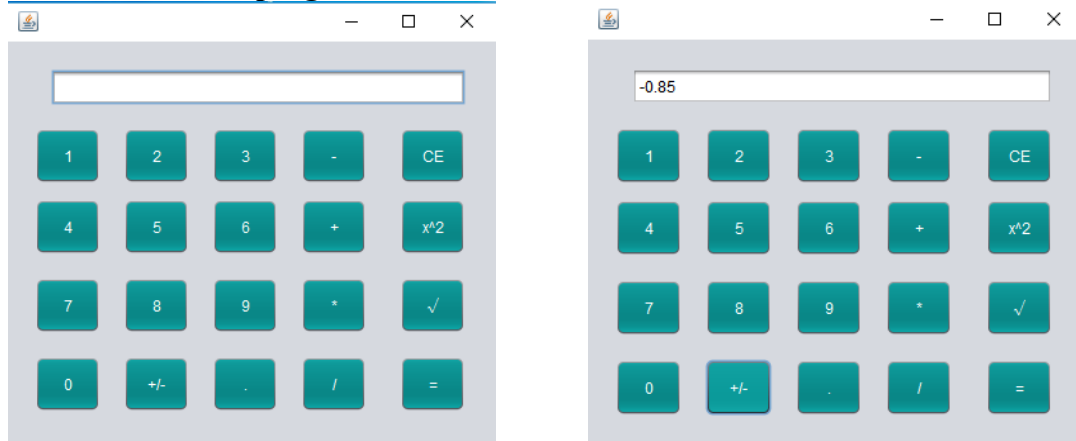 -0.85
1 2 3 - CE
4 5 6 + x^2
7 8 9 * √
0 +/- . / =
1 2 3 - CE
4 5 6 + x^2
7 8 9 * √
0 +/- . / =